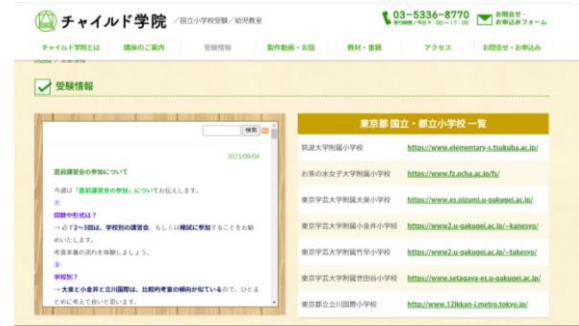 チャイルド学院 ／国立小学校受験／幼児教室
03-5336-8770
お問合せ・
お申込みフォーム
チャイルド学院とは 講座のご案内 受験情報 製作動画・お話 教材・書籍 アクセス お問合せ・お申込み
受験情報
検索
2023/09/04
直前講習会の参加について
今週は「直前講習会の参加」についてお伝えします。
①
回数や形式は？
→ 必ず2~3回は、学校別の講習会、もしくは模試に参加することをお勧
めいたします。
考査本番の流れを体験しましょう。
②
学校別？
→ 大泉と小金井と立川国際は、比較的考査の傾向が似ているので、ひとま
とめに考えて良いと思います。
東京都 国立・都立小学校 一覧
筑波大学附属小学校 https://www.elementary-s.tsukuba.ac.jp/
お茶の水女子大学附属小学校 https://www.fz.ocha.ac.jp/fs/
東京学芸大学附属大泉小学校 https://www.es.oizumi.u-gakugei.ac.jp/
東京学芸大学附属小金井小学校 https://www2.u-gakugei.ac.jp/~kanesyo/
東京学芸大学附属竹早小学校 https://www2.u-gakugei.ac.jp/~takesyo/
東京学芸大学附属世田谷小学校 https://www.setagaya-es.u-gakugei.ac.jp/
東京都立立川国際小学校 http://www.12ikkan-j.metro.tokyo.jp/